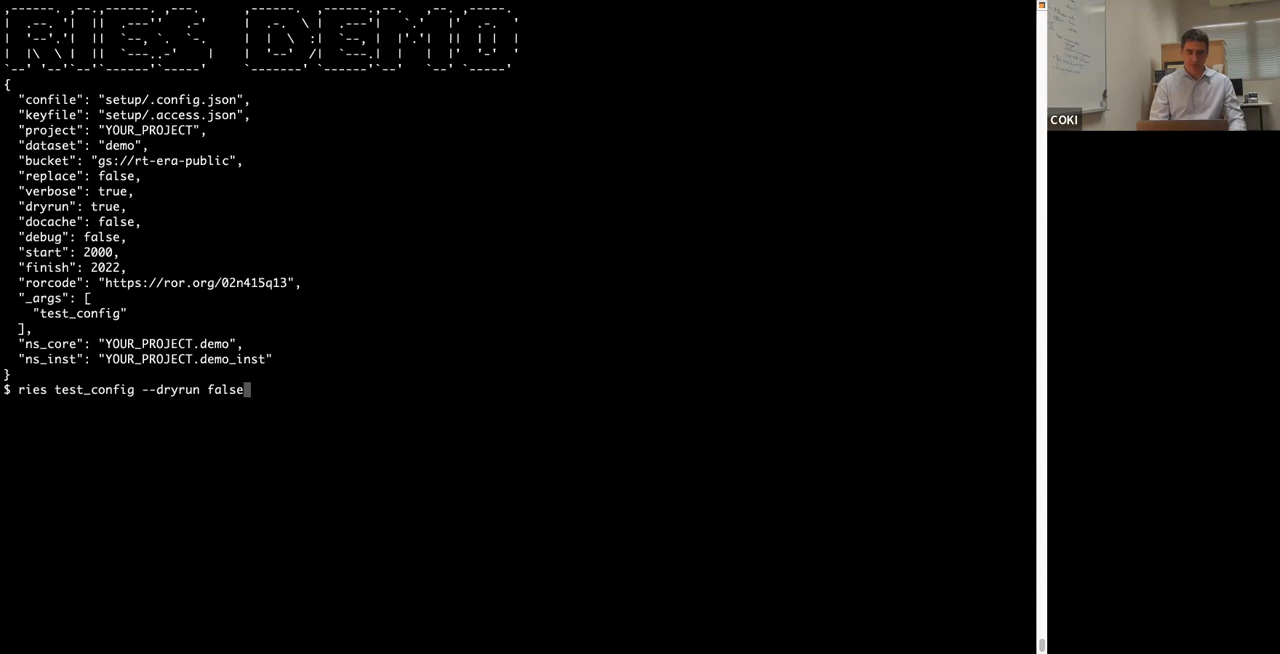 RIES DEMO
{
  "confile": "setup/.config.json",
  "keyfile": "setup/.access.json",
  "project": "YOUR_PROJECT",
  "dataset": "demo",
  "bucket": "gs://rt-era-public",
  "replace": false,
  "verbose": true,
  "dryrun": true,
  "docache": false,
  "debug": false,
  "start": 2000,
  "finish": 2022,
  "rorcode": "https://ror.org/02n415q13",
  "_args": [
    "test_config"
  ],
  "ns_core": "YOUR_PROJECT.demo",
  "ns_inst": "YOUR_PROJECT.demo_inst"
}
$ ries test_config --dryrun false
COKI